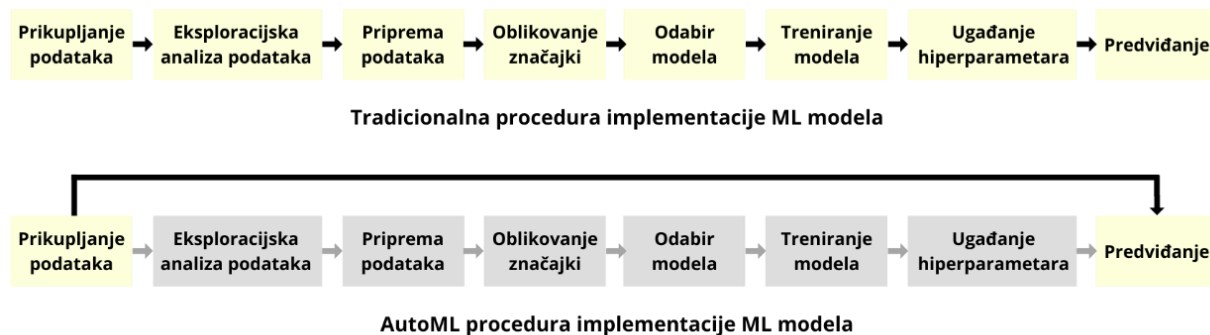 Prikupljanje
podataka
Eksploracijska
analiza podataka
Priprema
podataka
Oblikovanje
značajki
Odabir
modela
Treniranje
modela
Ugađanje
hiperparametara
Predviđanje
Tradicionalna procedura implementacije ML modela
Prikupljanje
podataka
Eksploracijska
analiza podataka
Priprema
podataka
Oblikovanje
značajki
Odabir
modela
Treniranje
modela
Ugađanje
hiperparametara
Predviđanje
AutoML procedura implementacije ML modela